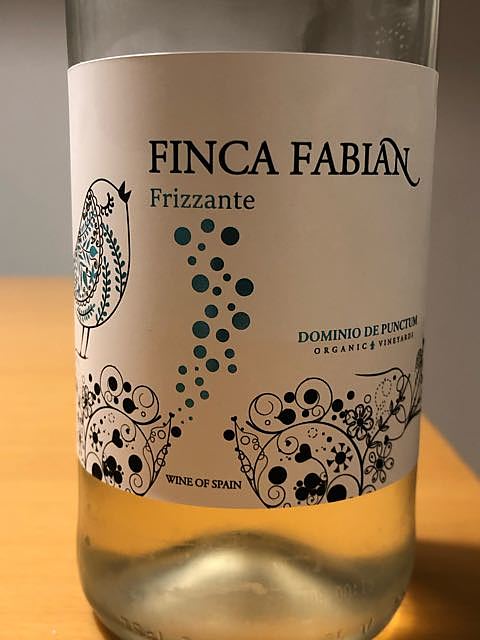 FINCA FABIAN
Frizzante
DOMINIO DE PUNCTUM
ORGANIC VINEYARDS
WINE OF SPAIN